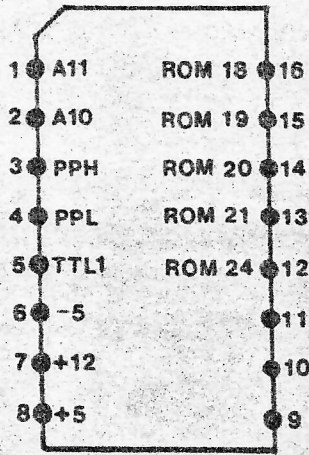 1 A11 ROM 18 16
2 A10 ROM 19 15
3 PPH ROM 20 14
4 PPL ROM 21 13
5 TTL1 ROM 24 12
6 -5 11
7 +12 10
8 +5 9